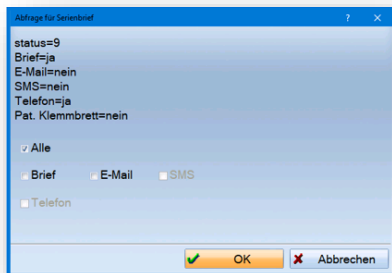 Abfrage für Serienbrief
status=9
Brief=ja
E-Mail=nein
SMS=nein
Telefon=ja
Pat. Klemmbrett=nein
Alle
Brief E-Mail SMS
Telefon
OK Abbrechen